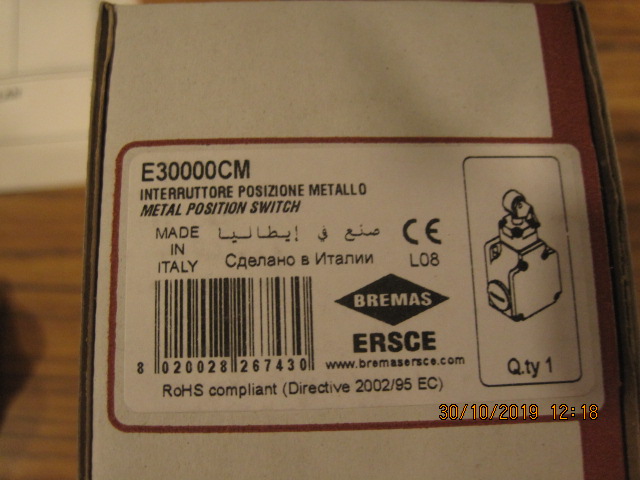 E30000CM
INTERRUTTORE POSIZIONE METALLO
METAL POSITION SWITCH
MADE
IN
ITALY
صنع في إيطاليا
Сделано в Италии
CE
L08
BREMAS
ERSCE
www.bremasersce.com
8 020028 267430
RoHS compliant (Directive 2002/95 EC)
Q.ty 1
30/10/2019 12:18